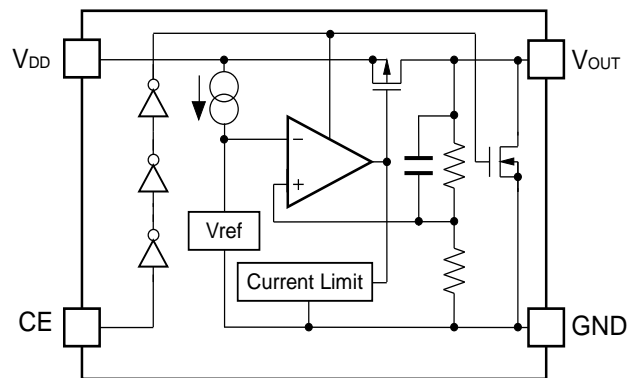 VDD
VOUT
−
+
Vref
Current Limit
CE
GND